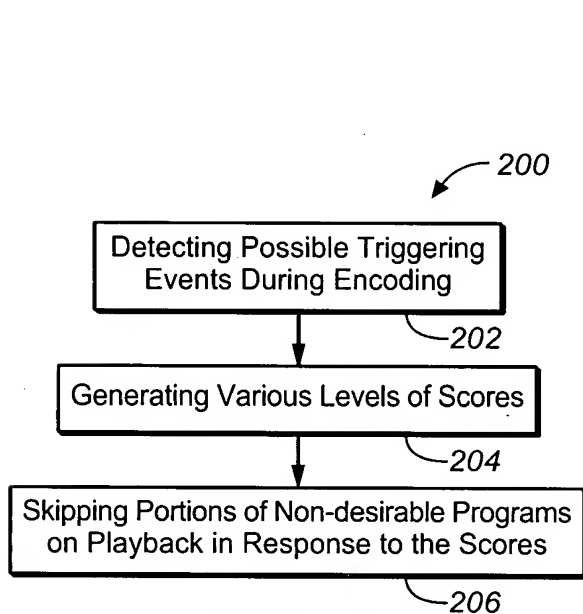 200
Detecting Possible Triggering
Events During Encoding
202
Generating Various Levels of Scores
204
Skipping Portions of Non-desirable Programs
on Playback in Response to the Scores
206